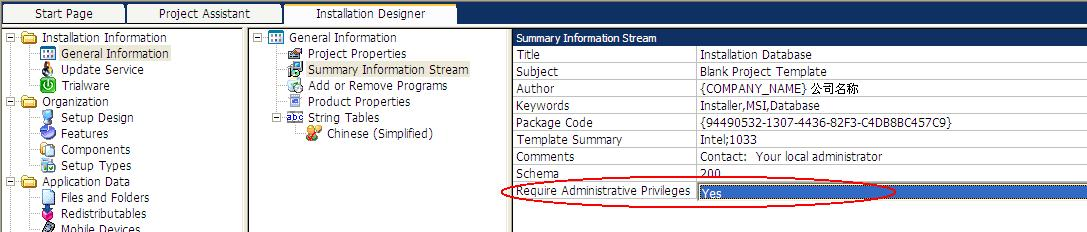 Start Page
Project Assistant
Installation Designer
Installation Information
General Information
Update Service
Trialware
Organization
Setup Design
Features
Components
Setup Types
Application Data
Files and Folders
Redistributables
Mobile Devices
General Information
Project Properties
Summary Information Stream
Add or Remove Programs
Product Properties
String Tables
Chinese (Simplified)
Summary Information Stream
Title Installation Database
Subject Blank Project Template
Author {COMPANY_NAME} 公司名称
Keywords Installer,MSI,Database
Package Code {94490532-1307-4436-82F3-C4DB8BC457C9}
Template Summary Intel;1033
Comments Contact: Your local administrator
Schema 200
Require Administrative Privileges Yes